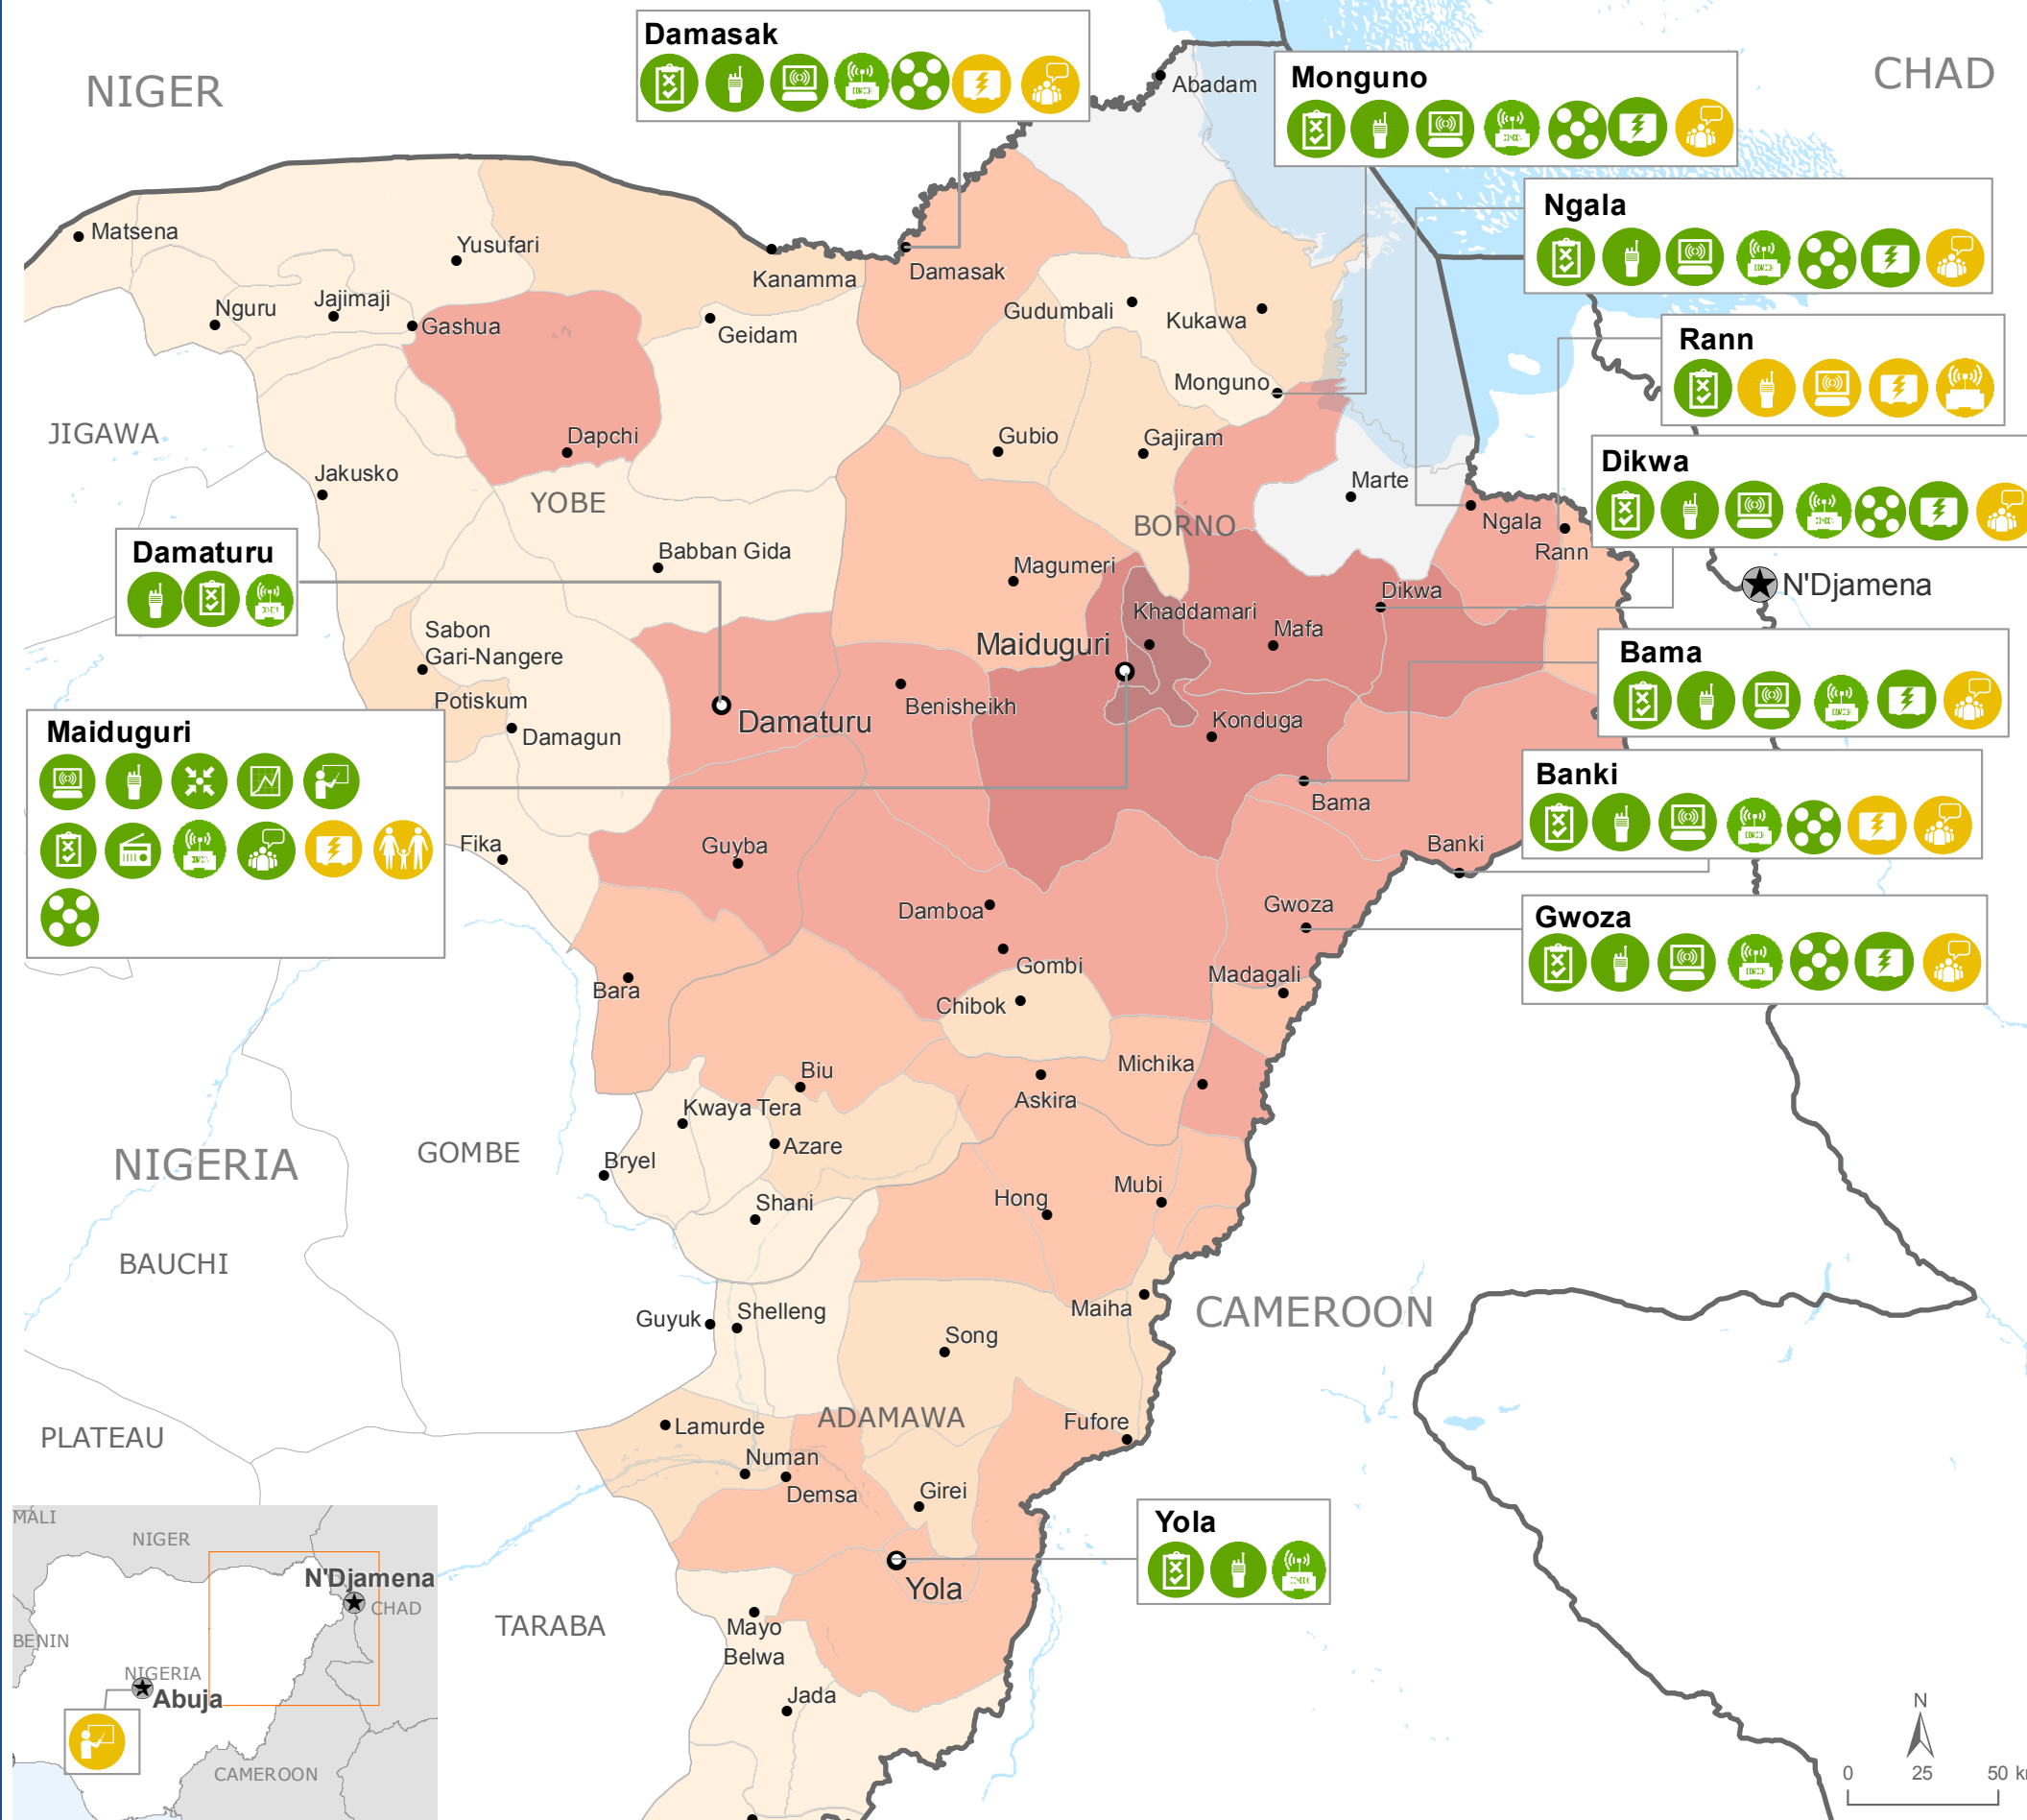 Damasak
Abadam
Monguno
NIGER
CHAD
Ngala
Matsena
Yusufari
Kanamma
Damasak
Nguru
Jajimaji
Gashua
Geidam
Gudumbali
Kukawa
Rann
Monguno
JIGAWA
Dapchi
Gubio
Gajiram
Dikwa
Jakusko
YOBE
Marte
BORNO
Ngala
Rann
Damaturu
Babban Gida
Magumeri
Dikwa
N'Djamena
Khaddamari
Mafa
Sabon
Gari-Nangere
Maiduguri
Bama
Potiskum
Benisheikh
Damaturu
Konduga
Maiduguri
Damagun
Bama
Banki
Fika
Guyba
Banki
Damboa
Gwoza
Gwoza
Gombi
Madagali
Bara
Chibok
Biu
Michika
Askira
Kwaya Tera
NIGERIA
GOMBE
Azare
Bryel
Hong
Mubi
Shani
BAUCHI
Guyuk
Shelleng
Maiha
CAMEROON
Song
ADAMAWA
Fufore
PLATEAU
Lamurde
Numan
Demsa
Girei
Yola
Yola
MALI
NIGER
N'Djamena
CHAD
BENIN
NIGERIA
Abuja
CAMEROON
TARABA
Mayo
Belwa
Jada
N
0 25 50 k